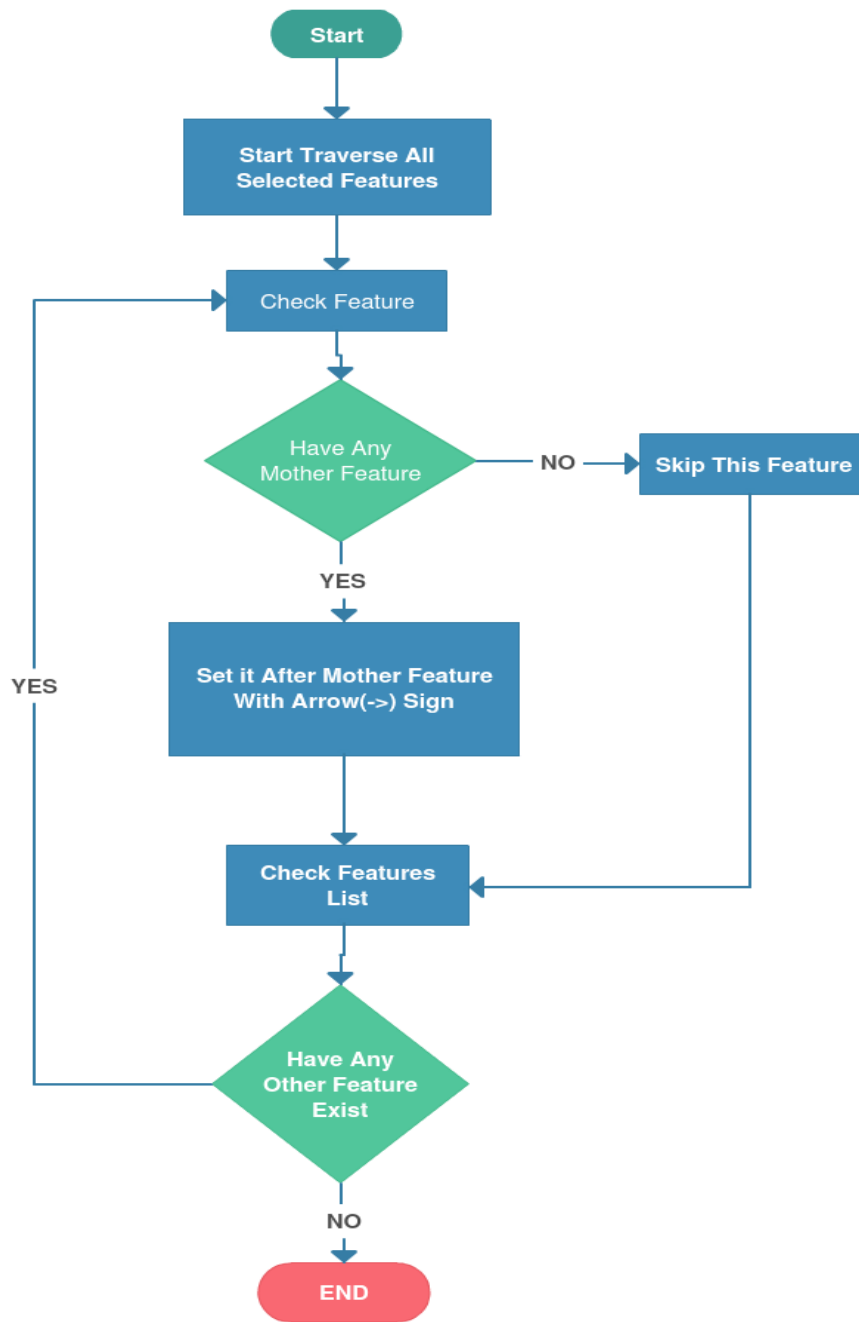 Start
Start Traverse All
Selected Features
Check Feature
Have Any
Mother Feature
NO
Skip This Feature
YES
Set it After Mother Feature
With Arrow(->) Sign
YES
Check Features
List
Have Any
Other Feature
Exist
NO
END